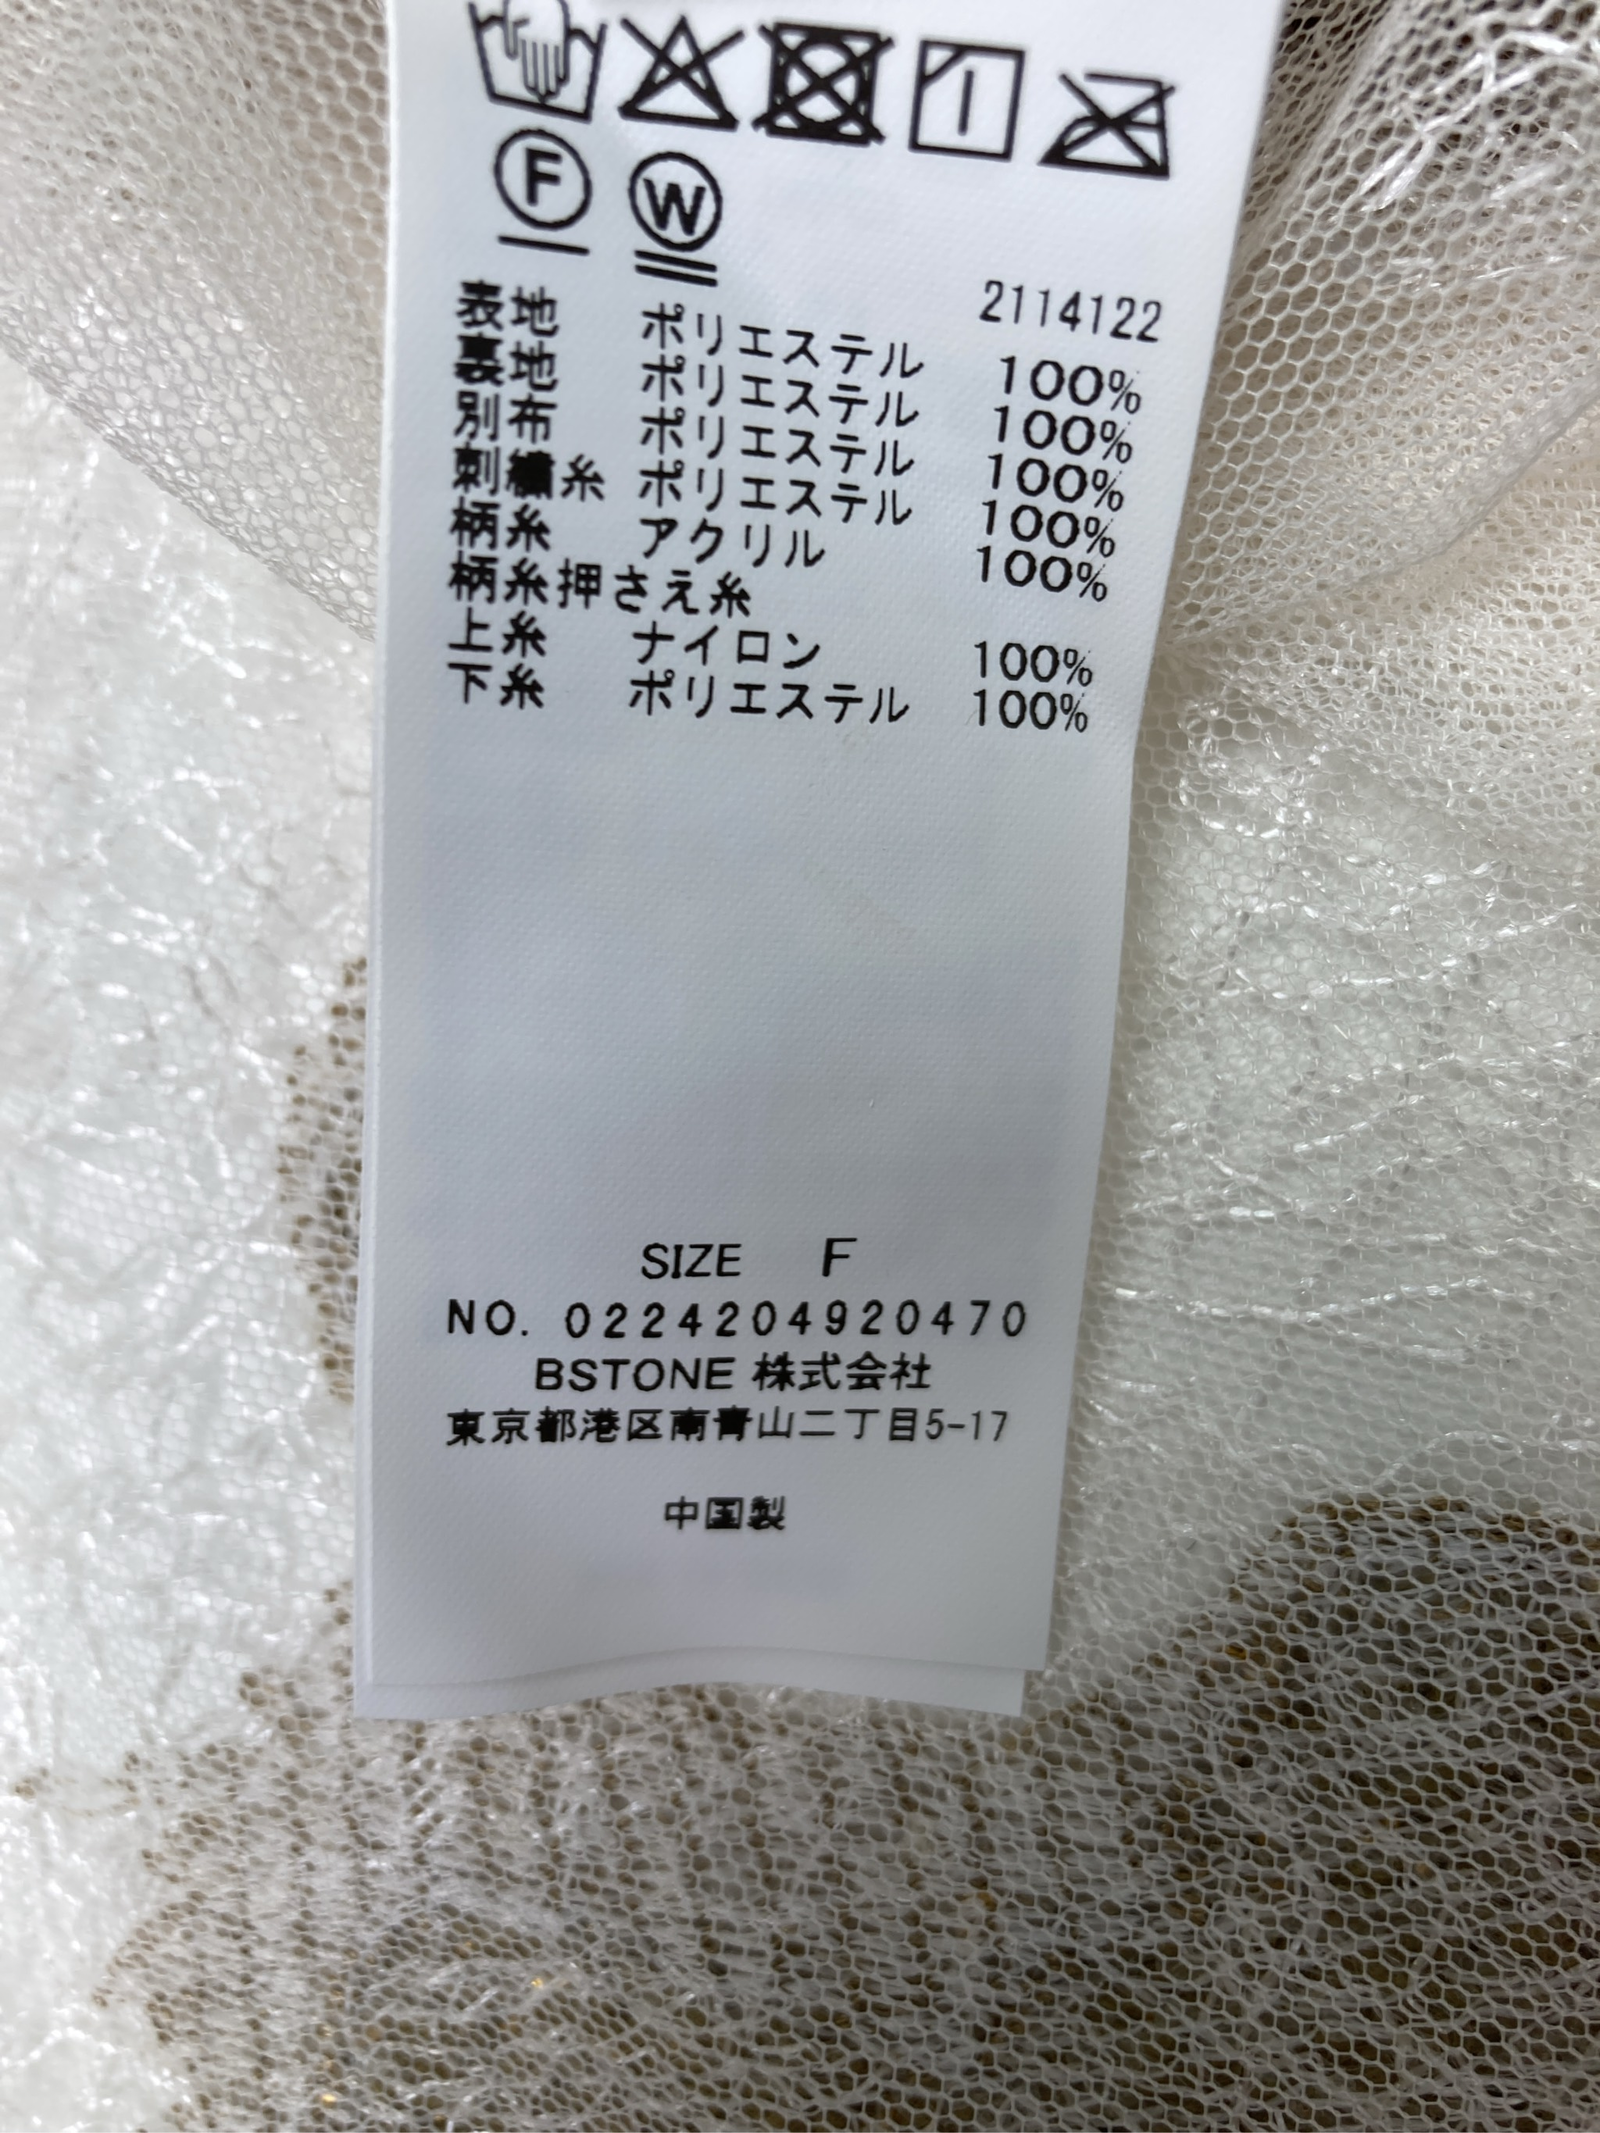 F W
2114122
表地 ポリエステル 100%
裏地 ポリエステル 100%
別布 ポリエステル 100%
刺繍糸 ポリエステル 100%
柄糸 アクリル 100%
柄糸押さえ糸
上糸 ナイロン 100%
下糸 ポリエステル 100%
SIZE F
NO. 0224204920470
BSTONE 株式会社
東京都港区南青山二丁目5-17
中国製